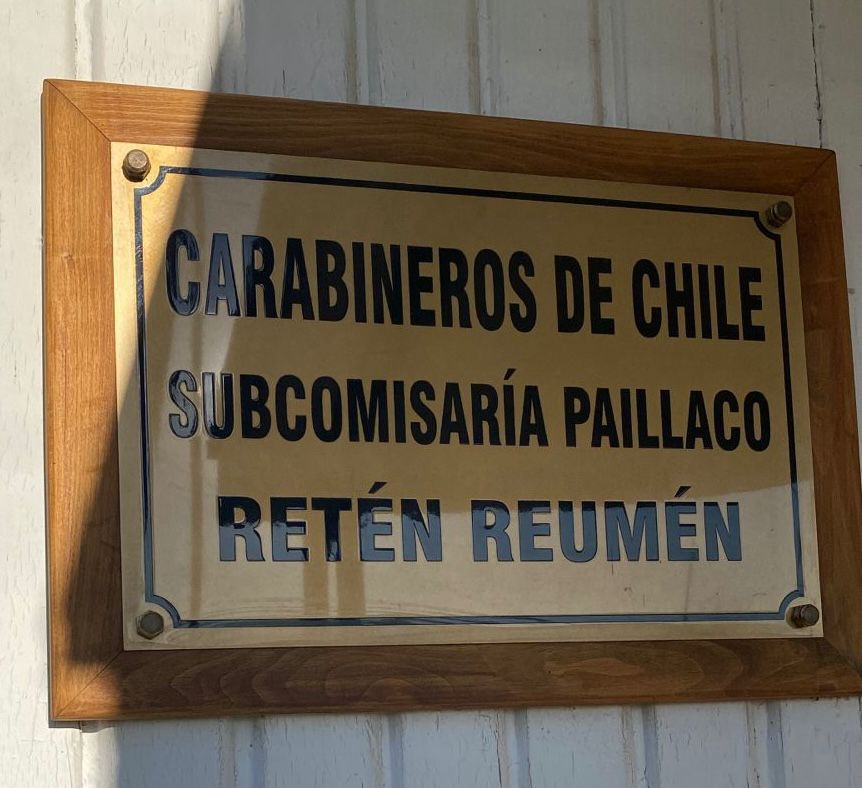 CARABINEROS DE CHILE
SUBCOMISARÍA PAILLACO
RETÉN REUMÉN